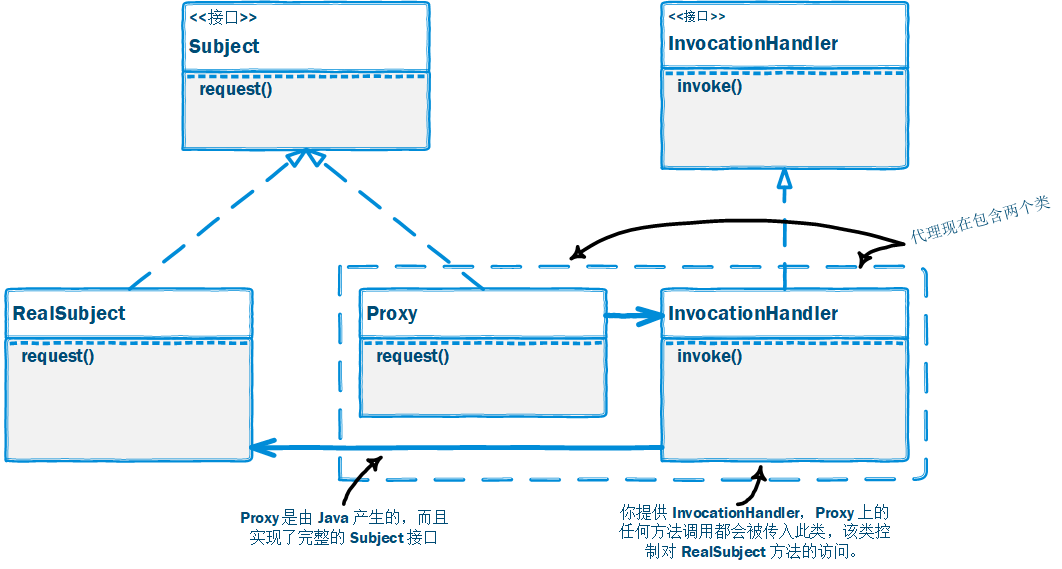 <<接口>>
Subject
request()
<<接口>>
InvocationHandler
invoke()
代理现在包含两个类
RealSubject
request()
Proxy
request()
InvocationHandler
invoke()
Proxy是由 Java 产生的，而且
实现了完整的 Subject 接口
你提供 InvocationHandler，Proxy 上的
任何方法调用都会被传入此类，该类控
制对 RealSubject 方法的访问。